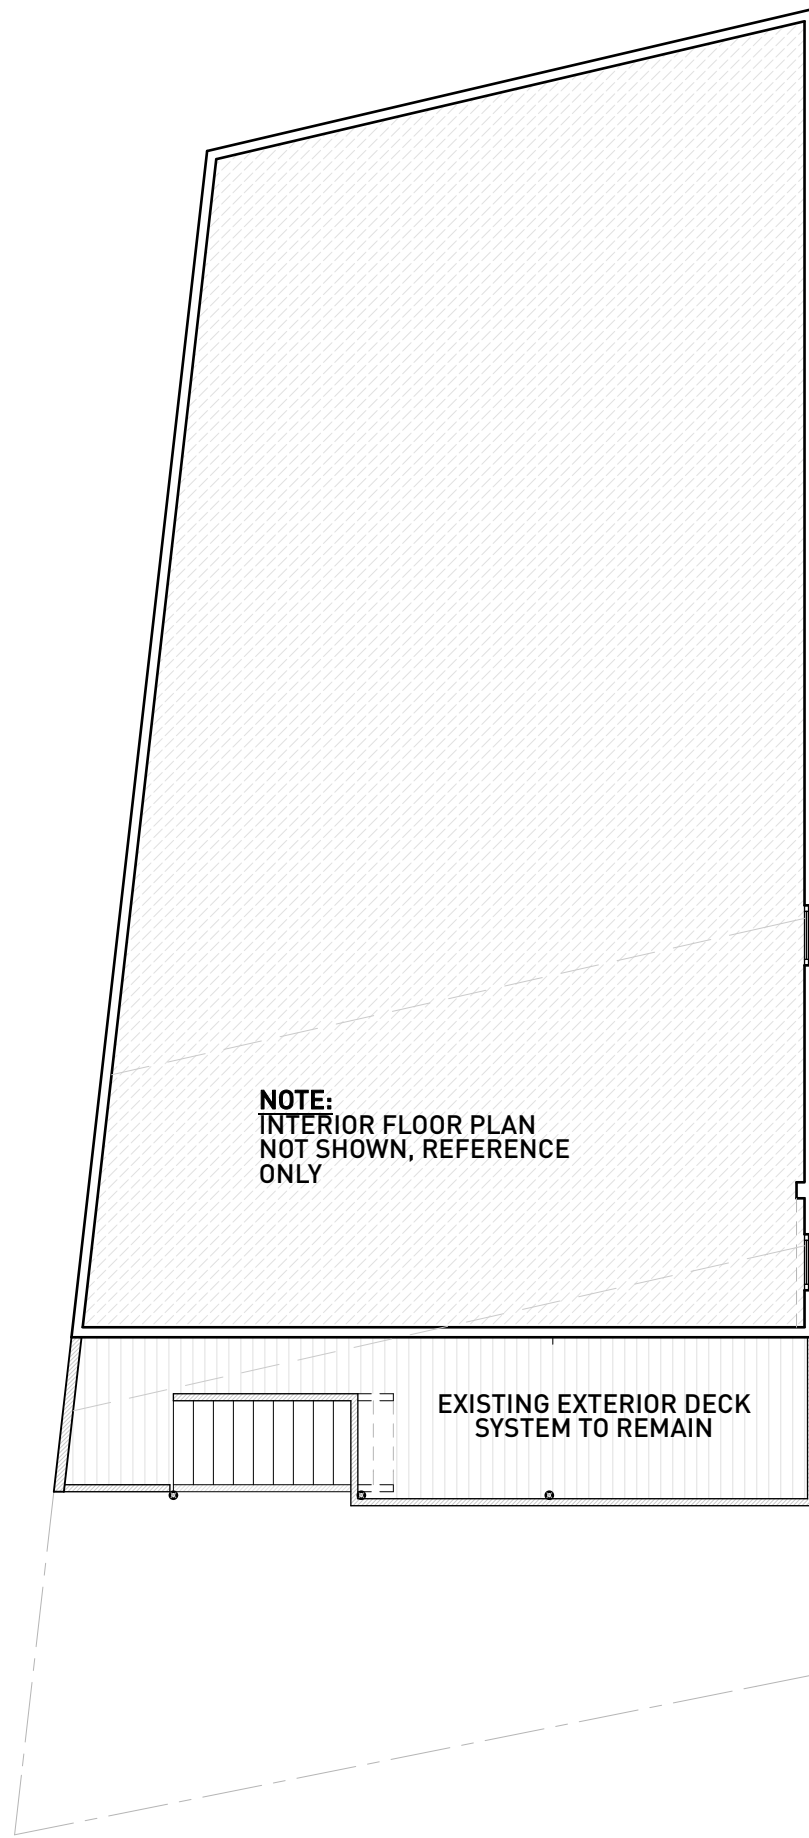 NOTE:
INTERIOR FLOOR PLAN
NOT SHOWN, REFERENCE
ONLY
EXISTING EXTERIOR DECK
SYSTEM TO REMAIN